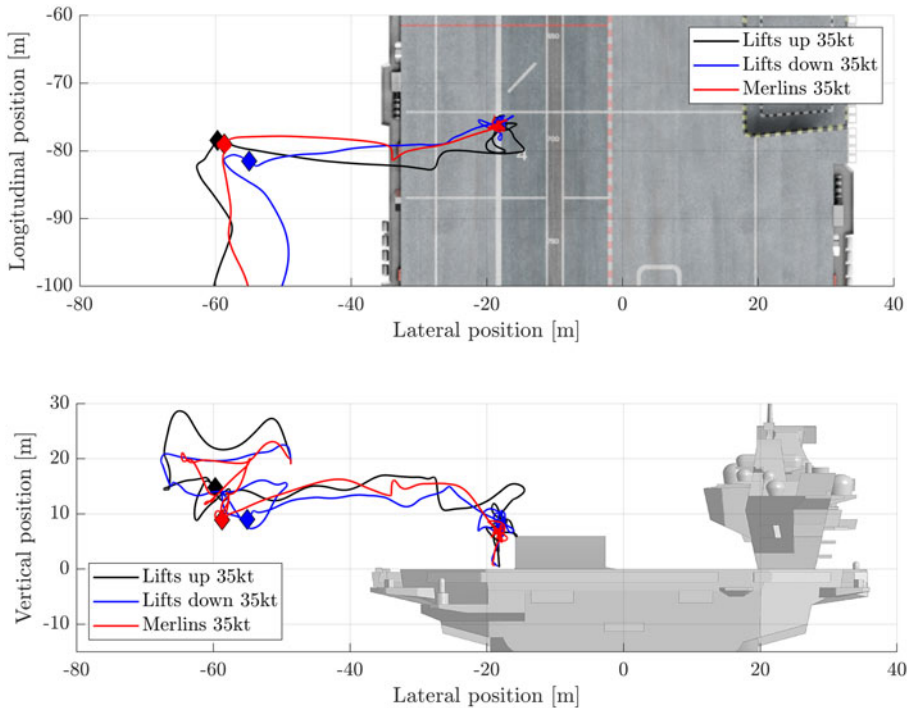 -60
-70
-80
-90
-100
Longitudinal position [m]
Lifts up 35kt
Lifts down 35kt
Merlins 35kt
4
-80
-60
-40
-20
0
20
40
Lateral position [m]
30
20
10
0
-10
Vertical position [m]
Lifts up 35kt
Lifts down 35kt
Merlins 35kt
-80
-60
-40
-20
0
20
40
Lateral position [m]